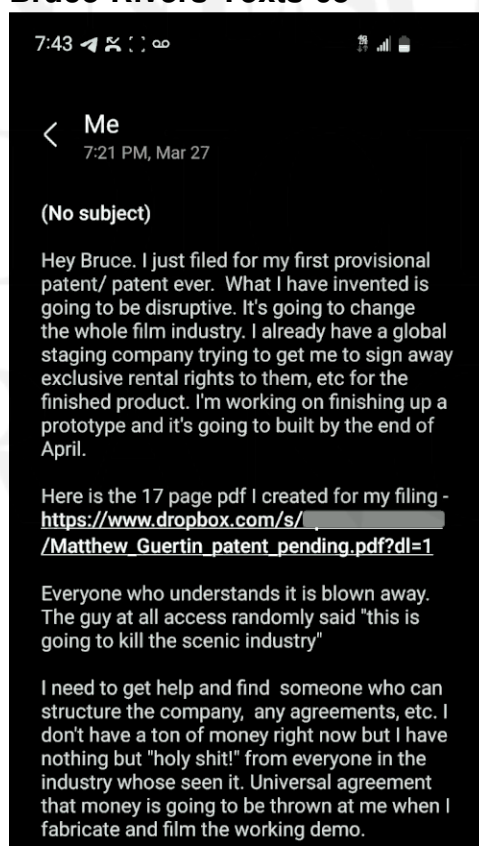 Bruce Rivers Texts
7:43
Me
7:21 PM, Mar 27
(No subject)
Hey Bruce. I just filed for my first provisional
patent/ patent ever.  What I have invented is
going to be disruptive. It's going to change
the whole film industry. I already have a global
staging company trying to get me to sign away
exclusive rental rights to them, etc for the
finished product. I'm working on finishing up a
prototype and it's going to built by the end of
April.
Here is the 17 page pdf I created for my filing -
https://www.dropbox.com/s/
/Matthew_Guertin_patent_pending.pdf?dl=1
Everyone who understands it is blown away.
The guy at all access randomly said "this is
going to kill the scenic industry"
I need to get help and find  someone who can
structure the company,  any agreements, etc. I
don't have a ton of money right now but I have
nothing but "holy shit!" from everyone in the
industry whose seen it. Universal agreement
that money is going to be thrown at me when I
fabricate and film the working demo.